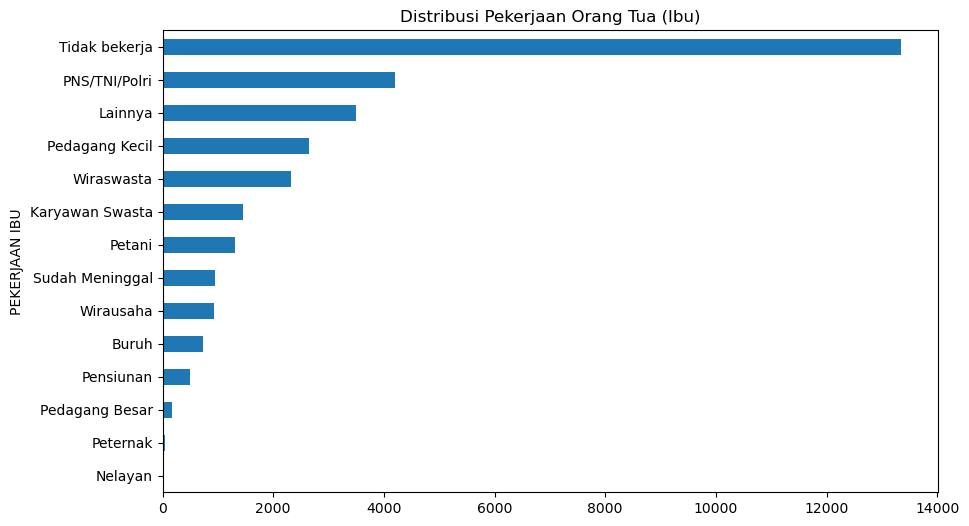 Distribusi Pekerjaan Orang Tua (Ibu)
PEKERJAAN IBU
Tidak bekerja
PNS/TNI/Polri
Lainnya
Pedagang Kecil
Wiraswasta
Karyawan Swasta
Petani
Sudah Meninggal
Wirausaha
Buruh
Pensiunan
Pedagang Besar
Peternak
Nelayan
0 2000 4000 6000 8000 10000 12000 14000